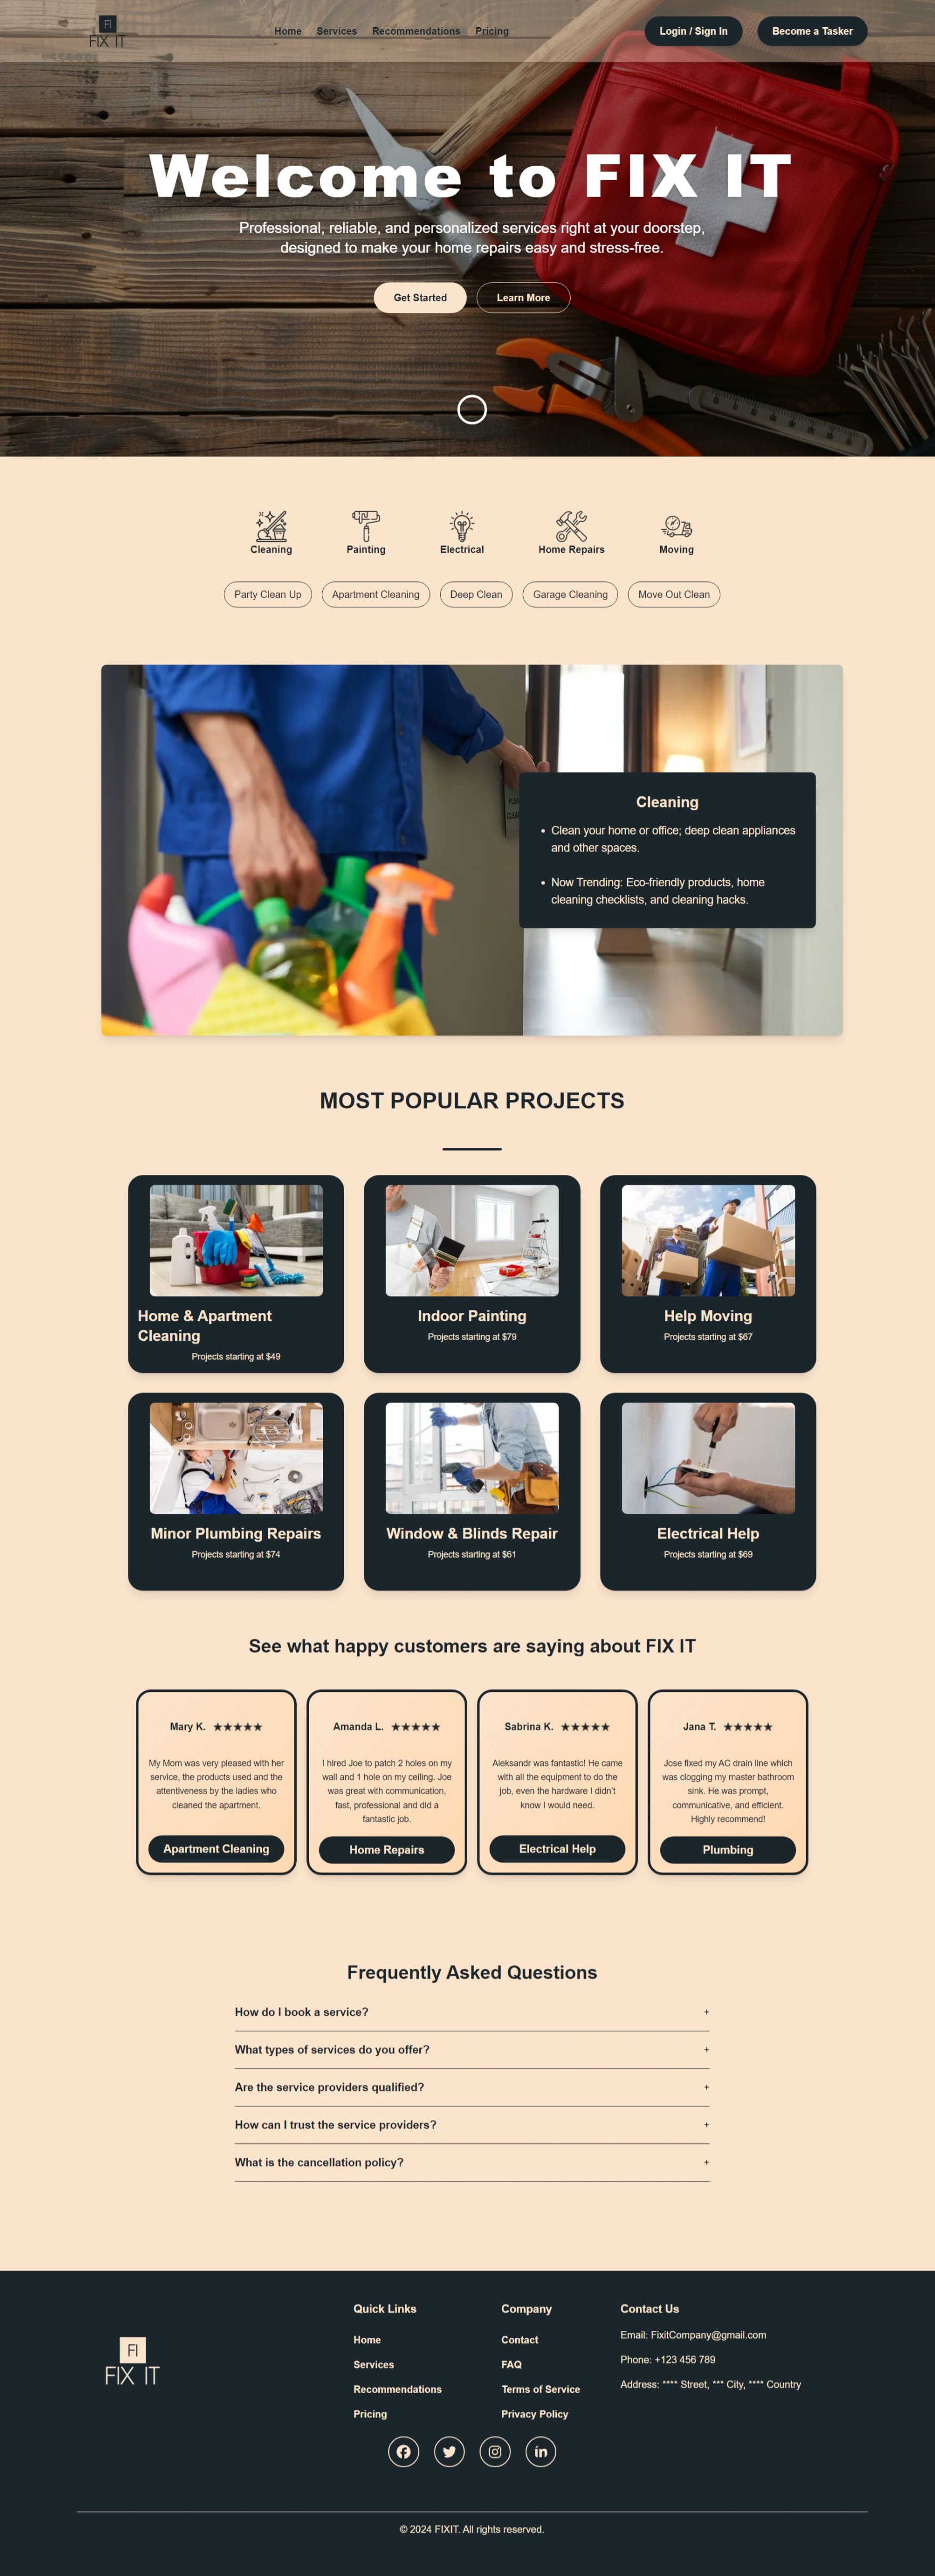 FI
FIX IT
Home Services Recommendations Pricing
Login / Sign In
Become a Tasker
Welcome to FIX IT
Professional, reliable, and personalized services right at your doorstep,
designed to make your home repairs easy and stress-free.
Get Started
Learn More
Cleaning
Painting
Electrical
Home Repairs
Moving
Party Clean Up
Apartment Cleaning
Deep Clean
Garage Cleaning
Move Out Clean
Cleaning
• Clean your home or office; deep clean appliances
and other spaces.
• Now Trending: Eco-friendly products, home
cleaning checklists, and cleaning hacks.
MOST POPULAR PROJECTS
Home & Apartment
Cleaning
Projects starting at $49
Indoor Painting
Projects starting at $79
Help Moving
Projects starting at $67
Minor Plumbing Repairs
Projects starting at $74
Window & Blinds Repair
Projects starting at $61
Electrical Help
Projects starting at $69
See what happy customers are saying about FIX IT
Mary K. ★★★★★
My Mom was very pleased with her
service, the products used and the
attentiveness by the ladies who
cleaned the apartment.
Apartment Cleaning
Amanda L. ★★★★★
I hired Joe to patch 2 holes on my
wall and 1 hole on my ceiling. Joe
was great with communication,
fast, professional and did a
fantastic job.
Home Repairs
Sabrina K. ★★★★★
Aleksandr was fantastic! He came
with all the equipment to do the
job, even the hardware I didn't
know I would need.
Electrical Help
Jana T. ★★★★★
Jose fixed my AC drain line which
was clogging my master bathroom
sink. He was prompt,
communicative, and efficient.
Highly recommend!
Plumbing
Frequently Asked Questions
How do I book a service? +
What types of services do you offer? +
Are the service providers qualified? +
How can I trust the service providers? +
What is the cancellation policy? +
FI
FIX IT
Quick Links
Home
Services
Recommendations
Pricing
Company
Contact
FAQ
Terms of Service
Privacy Policy
Contact Us
Email: FixitCompany@gmail.com
Phone: +123 456 789
Address: **** Street, *** City, **** Country
© 2024 FIXIT. All rights reserved.